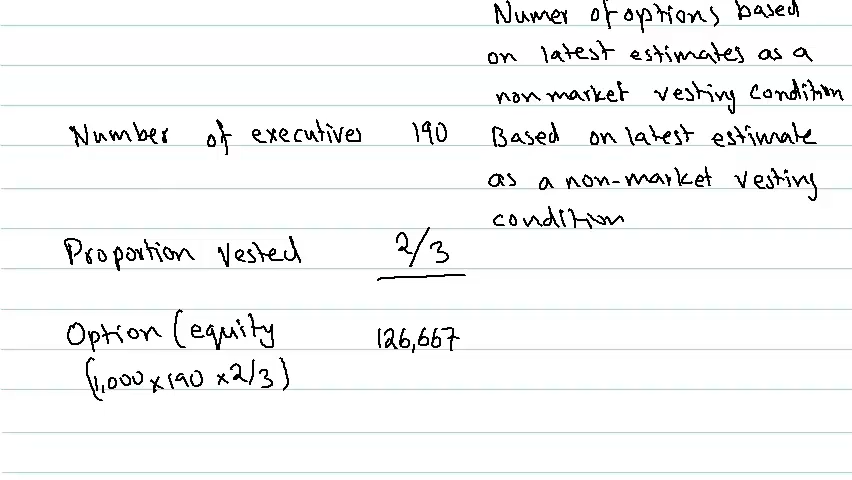 Numer of options based
on latest estimates as a
non market vesting condition
Number of executives 190 Based on latest estimate
as a non-market vesting
condition
Proportion vested 2/3
Option (equity 126,667
(1,000 x 190 x 2/3)